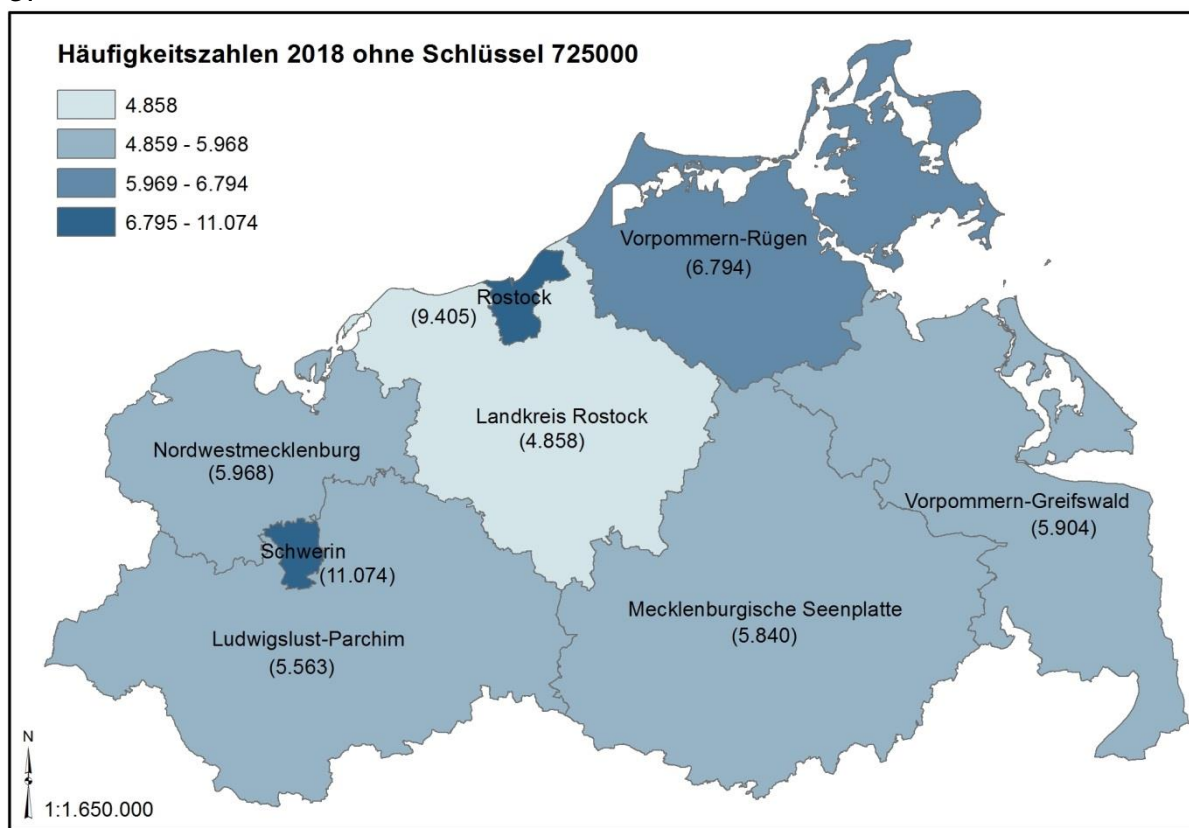 Häufigkeitszahlen 2018 ohne Schlüssel 725000
4.858
4.859 - 5.968
5.969 - 6.794
6.795 - 11.074
Vorpommern-Rügen
(6.794)
Rostock
(9.405)
Landkreis Rostock
(4.858)
Nordwestmecklenburg
(5.968)
Vorpommern-Greifswald
(5.904)
Schwerin
(11.074)
Mecklenburgische Seenplatte
(5.840)
Ludwigslust-Parchim
(5.563)
N
1:1.650.000